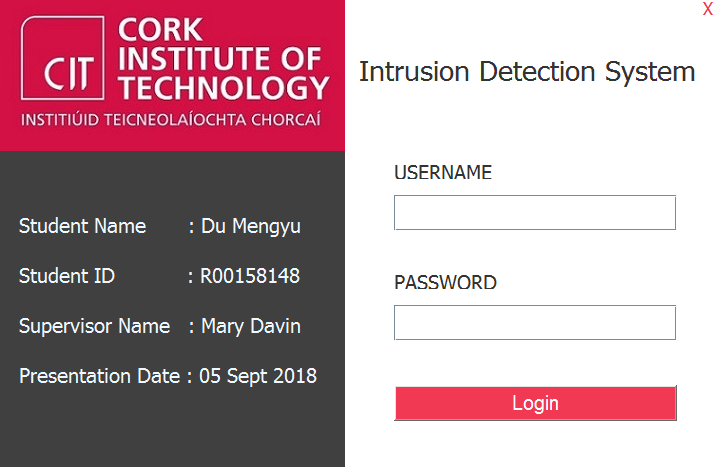 CIT
CORK
INSTITUTE OF
TECHNOLOGY
INSTITIÚID TEICNEOLAÍOCHTA CHORCAÍ
Student Name : Du Mengyu
Student ID : R00158148
Supervisor Name : Mary Davin
Presentation Date : 05 Sept 2018
X
Intrusion Detection System
USERNAME
PASSWORD
Login